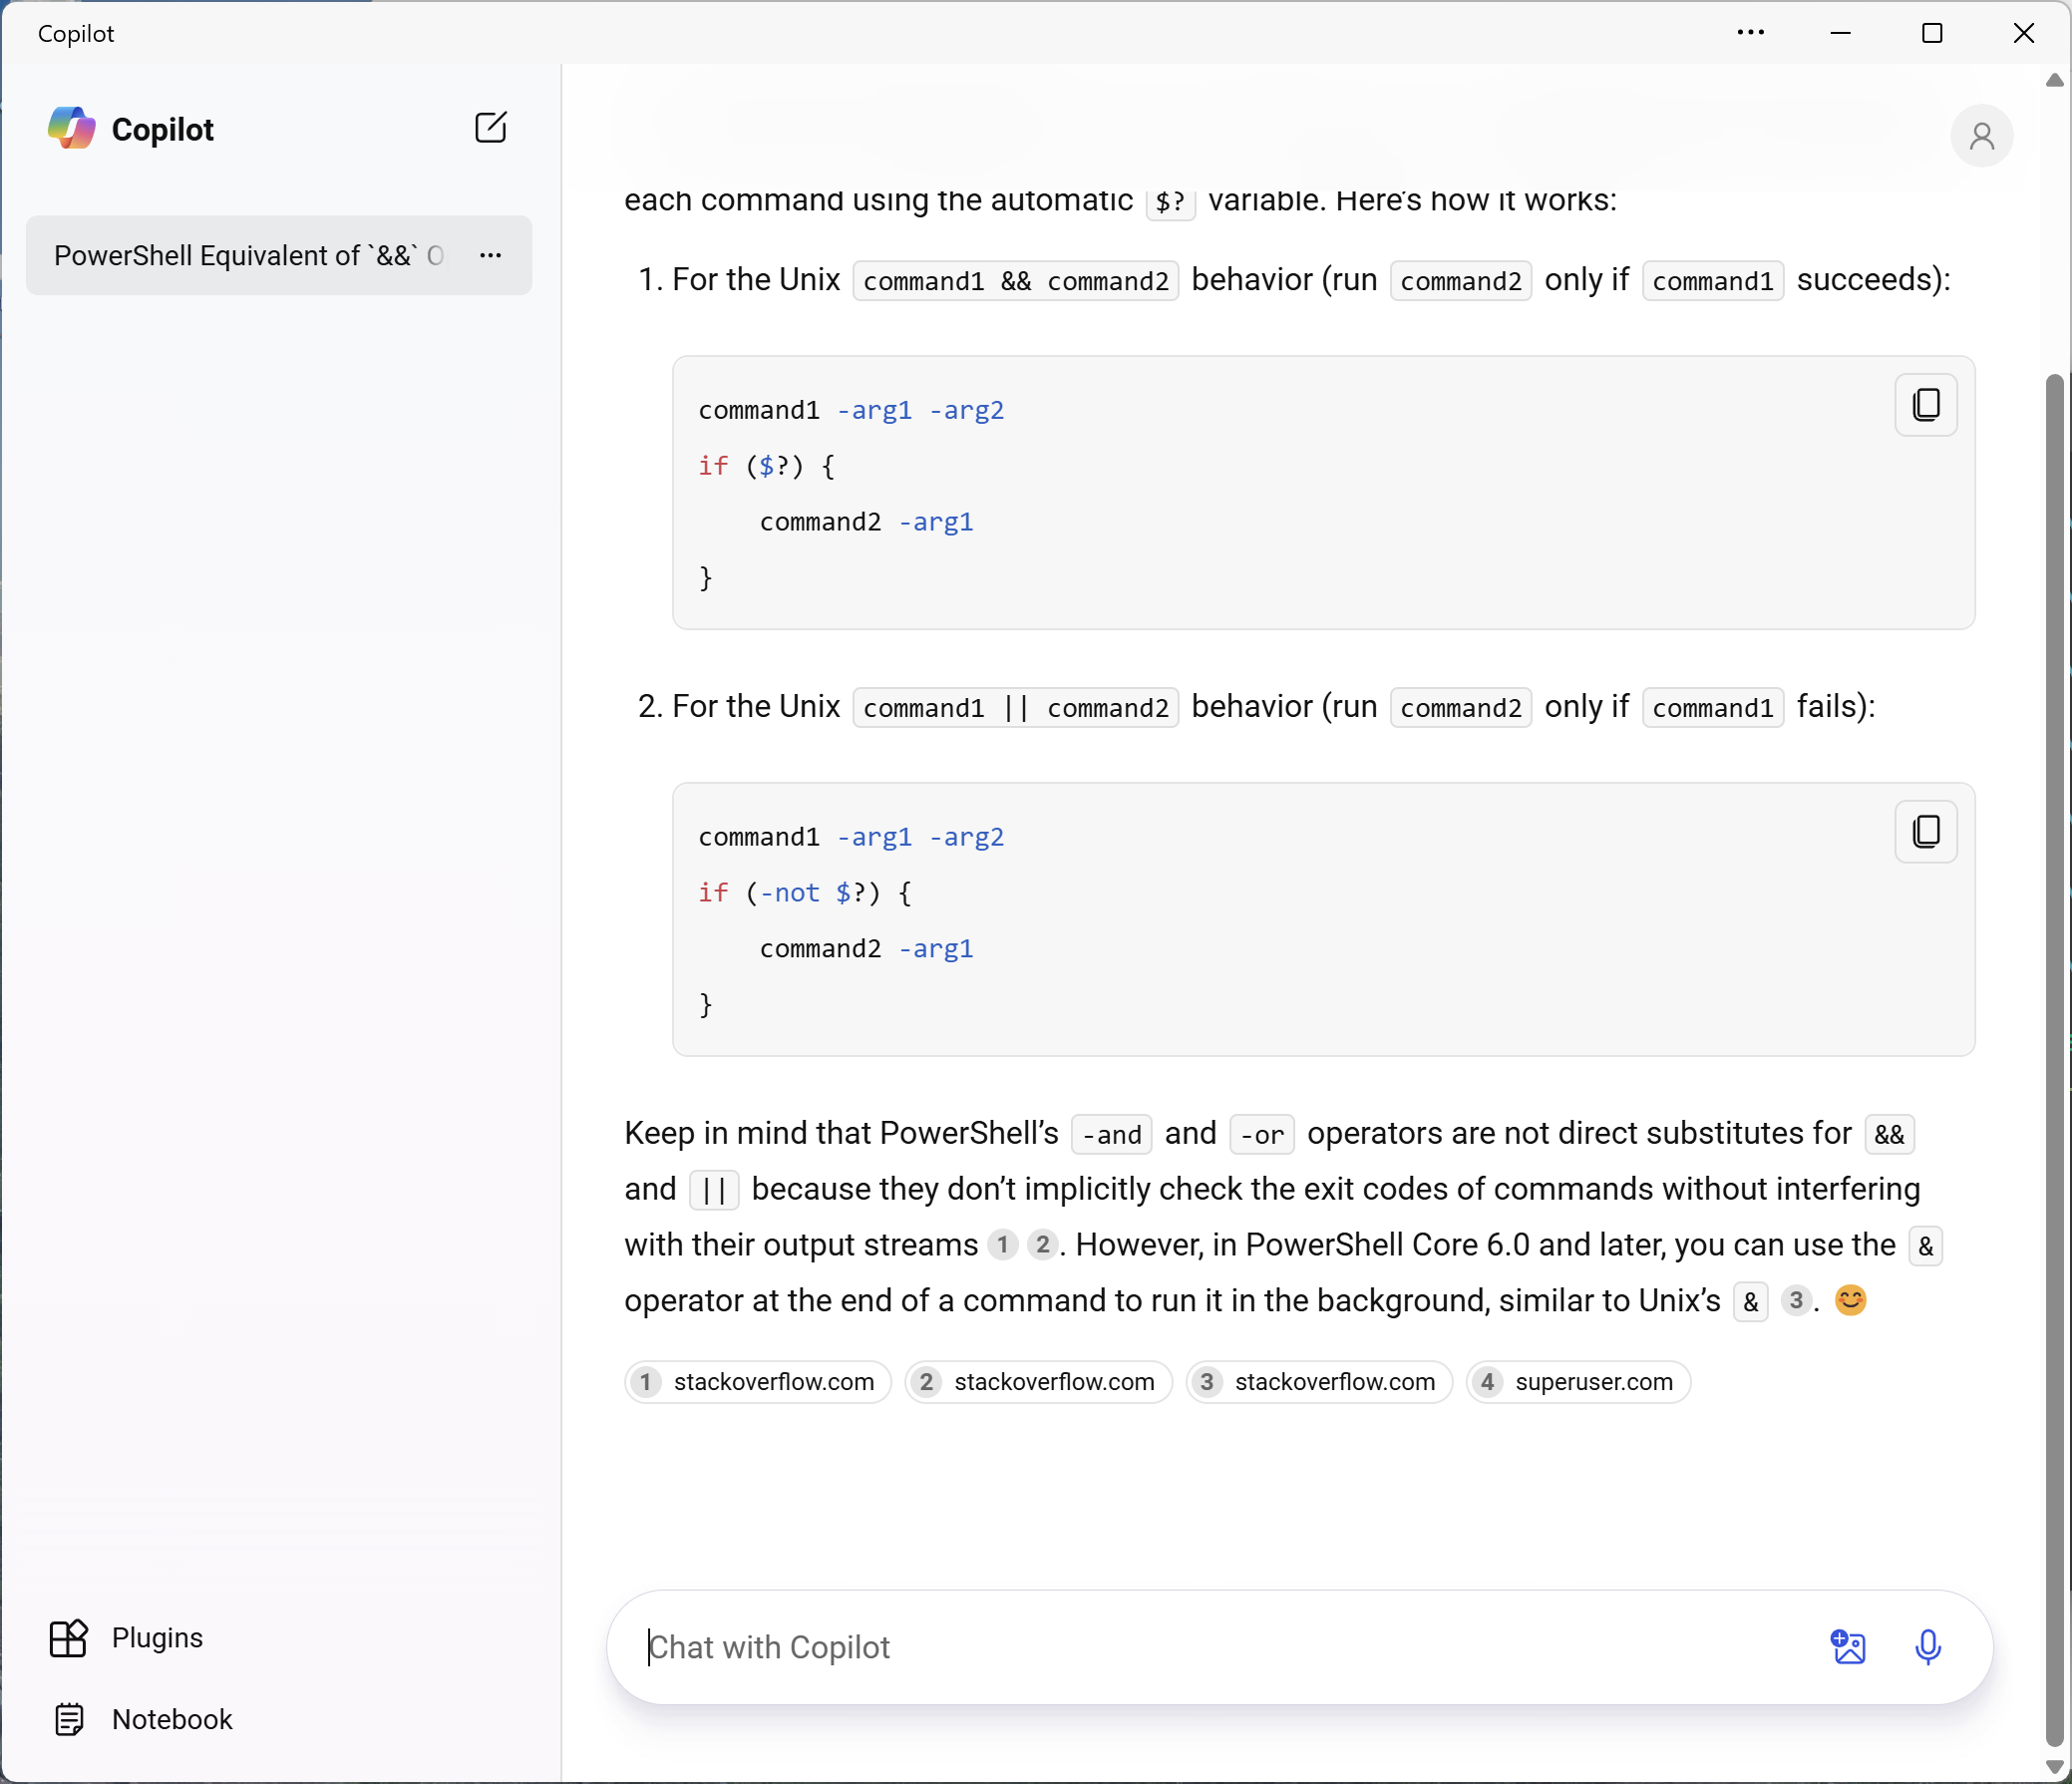 Copilot
Copilot
PowerShell Equivalent of `&&` O
each command using the automatic $? variable. Here’s how it works:
1. For the Unix command1 && command2 behavior (run command2 only if command1 succeeds):
command1 -arg1 -arg2
if ($?) {
    command2 -arg1
}
2. For the Unix command1 || command2 behavior (run command2 only if command1 fails):
command1 -arg1 -arg2
if (-not $?) {
    command2 -arg1
}
Keep in mind that PowerShell’s -and and -or operators are not direct substitutes for &&
and || because they don’t implicitly check the exit codes of commands without interfering
with their output streams 1 2. However, in PowerShell Core 6.0 and later, you can use the &
operator at the end of a command to run it in the background, similar to Unix’s & 3. 😊
1 stackoverflow.com 2 stackoverflow.com 3 stackoverflow.com 4 superuser.com
Plugins
Notebook
Chat with Copilot